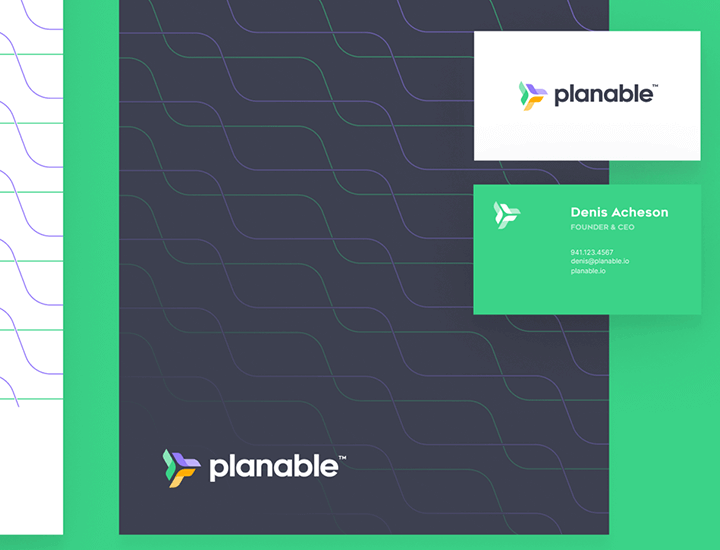 planable™
Denis Acheson
FOUNDER & CEO
941.123.4567
denis@planable.io
planable.io
planable™